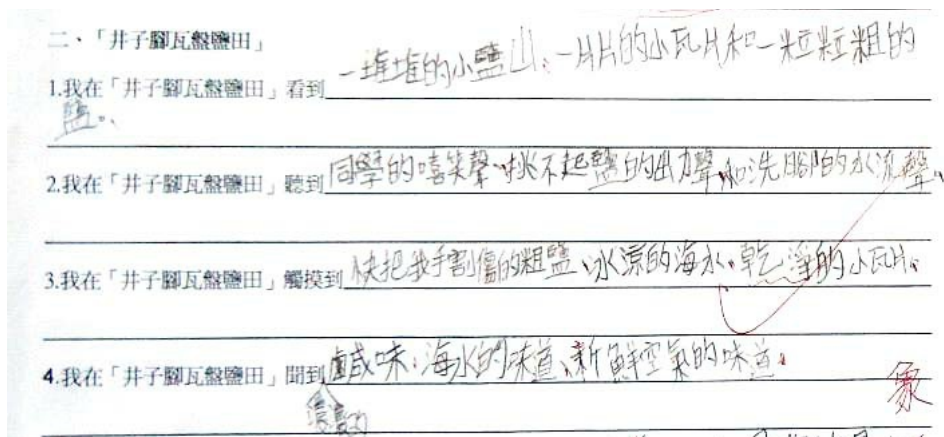 二、「井子腳瓦盤鹽田」
一堆堆的小鹽山、一片片的小瓦片和一粒粒粗的
1.我在「井子腳瓦盤鹽田」看到
鹽。
2.我在「井子腳瓦盤鹽田」聽到同學的嘻笑聲、挑不起鹽的出力聲和洗腳的水流聲。
3.我在「井子腳瓦盤鹽田」觸摸到快把我手割傷的粗鹽、冰涼的海水、乾淨的小瓦片。
4.我在「井子腳瓦盤鹽田」聞到鹹味、海水的味道、新鮮空氣的味道。
濃濃的